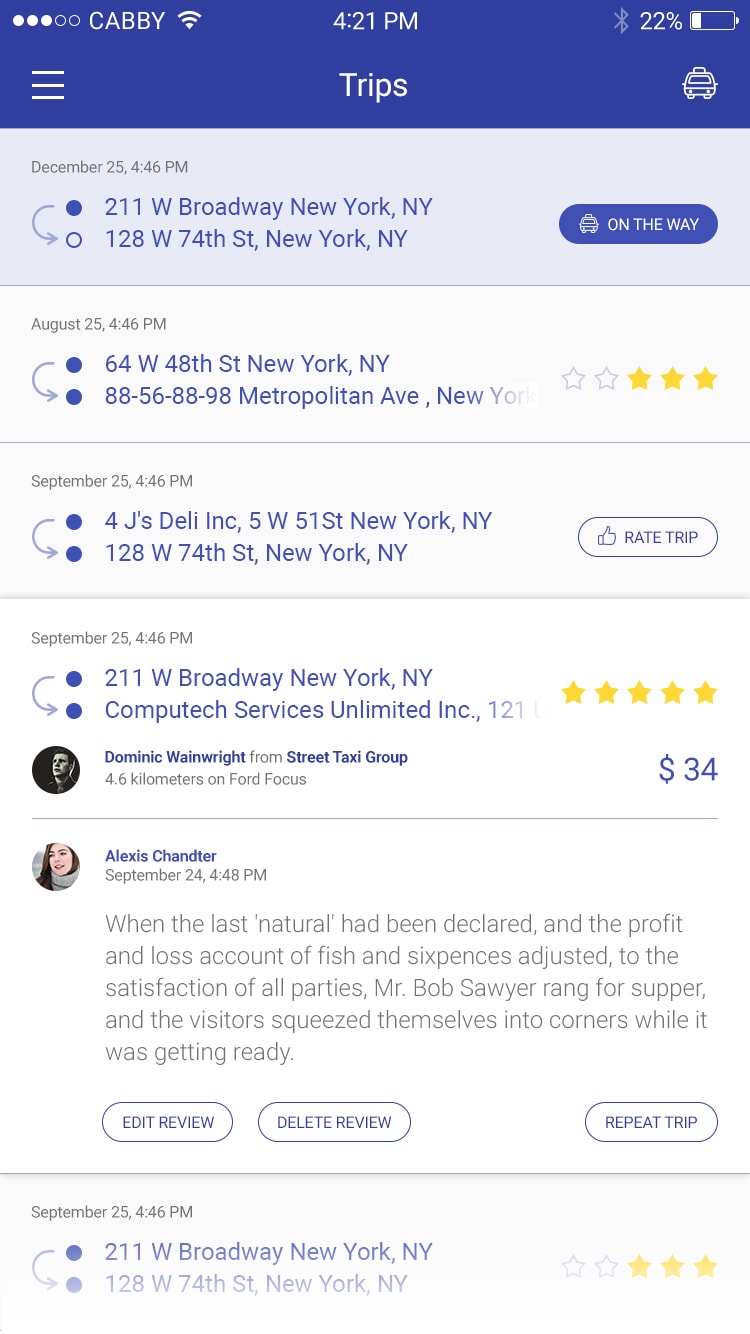 CABBY 4:21 PM 22%
Trips
December 25, 4:46 PM
211 W Broadway New York, NY
128 W 74th St, New York, NY
ON THE WAY
August 25, 4:46 PM
64 W 48th St New York, NY
88-56-88-98 Metropolitan Ave , New York
September 25, 4:46 PM
4 J's Deli Inc, 5 W 51St New York, NY
128 W 74th St, New York, NY
RATE TRIP
September 25, 4:46 PM
211 W Broadway New York, NY
Computech Services Unlimited Inc., 121 U
Dominic Wainwright from Street Taxi Group
4.6 kilometers on Ford Focus
$ 34
Alexis Chandter
September 24, 4:48 PM
When the last 'natural' had been declared, and the profit
and loss account of fish and sixpences adjusted, to the
satisfaction of all parties, Mr. Bob Sawyer rang for supper,
and the visitors squeezed themselves into corners while it
was getting ready.
EDIT REVIEW DELETE REVIEW REPEAT TRIP
September 25, 4:46 PM
211 W Broadway New York, NY
128 W 74th St, New York, NY